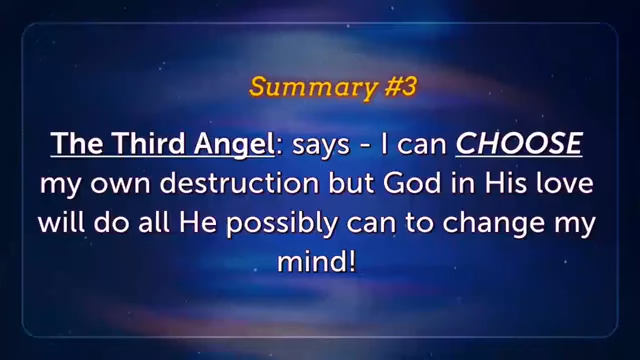 Summary #3
The Third Angel: says - I can CHOOSE
my own destruction but God in His love
will do all He possibly can to change my
mind!